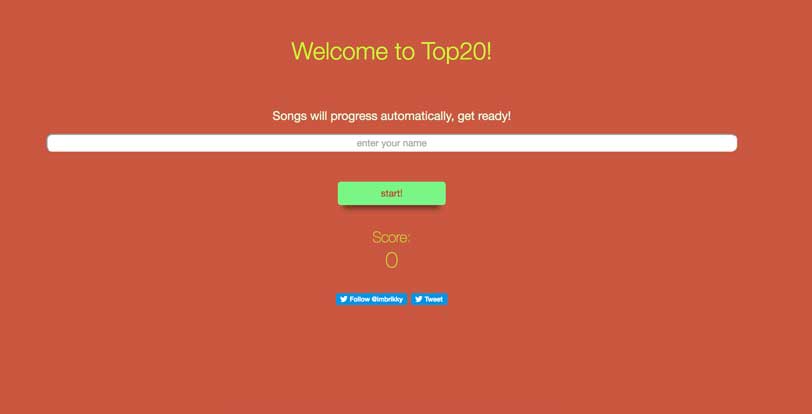 Welcome to Top20!
Songs will progress automatically, get ready!
enter your name
start!
Score:
0
Follow @imbrikky Tweet